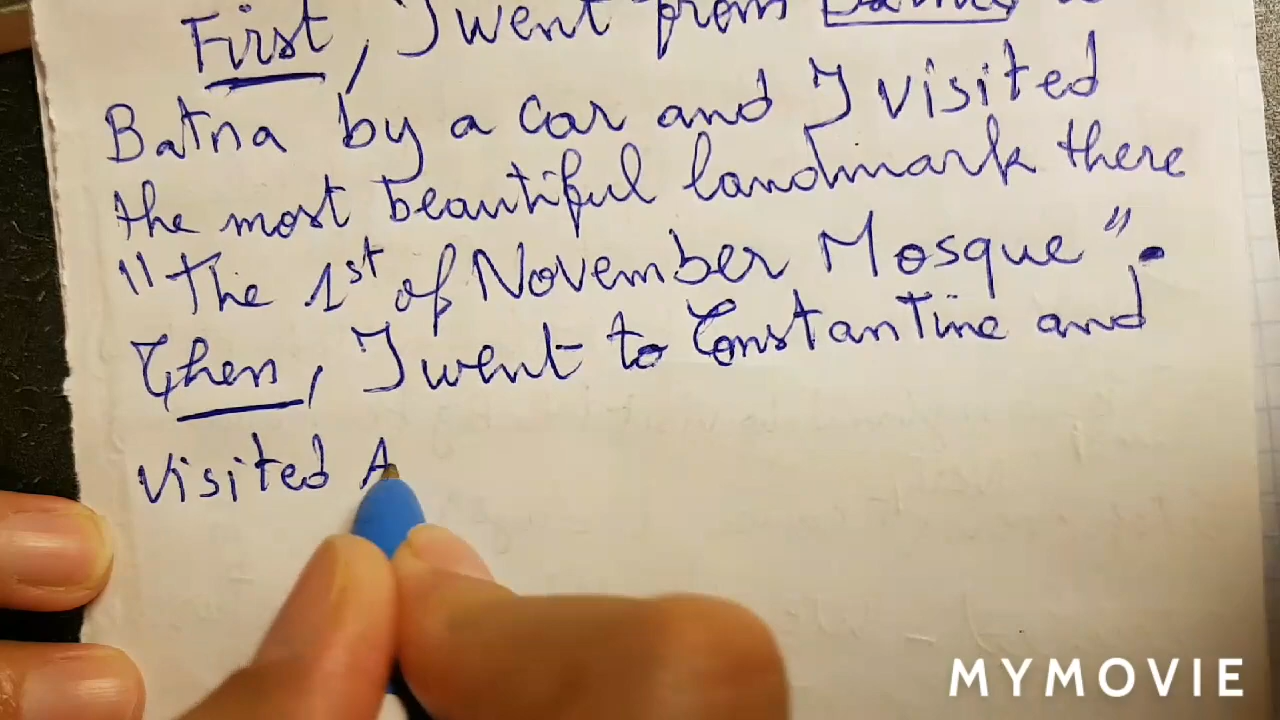 First, I went from
Batna by a car and I visited
the most beautiful landmark there
"The 1st of November Mosque".
Then, I went to Constantine and
visited A
MYMOVIE